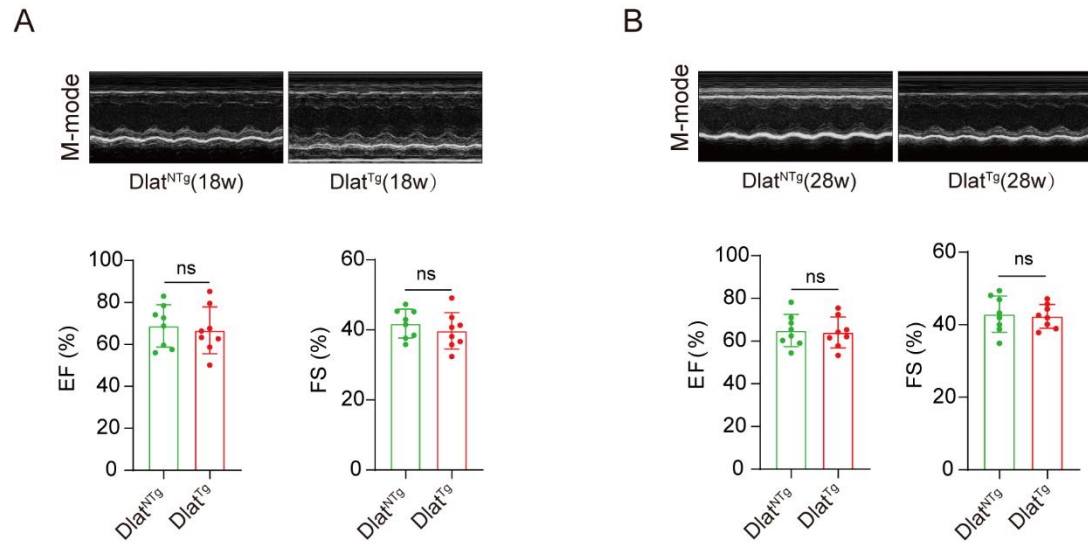 A
M-mode
Dlat^NTg(18w)
Dlat^Tg(18w）
EF (%)
100
80
60
40
20
0
ns
Dlat^NTg
Dlat^Tg
FS (%)
60
40
20
0
ns
Dlat^NTg
Dlat^Tg
B
M-mode
Dlat^NTg(28w)
Dlat^Tg(28w）
EF (%)
100
80
60
40
20
0
ns
Dlat^NTg
Dlat^Tg
FS (%)
60
40
20
0
ns
Dlat^NTg
Dlat^Tg